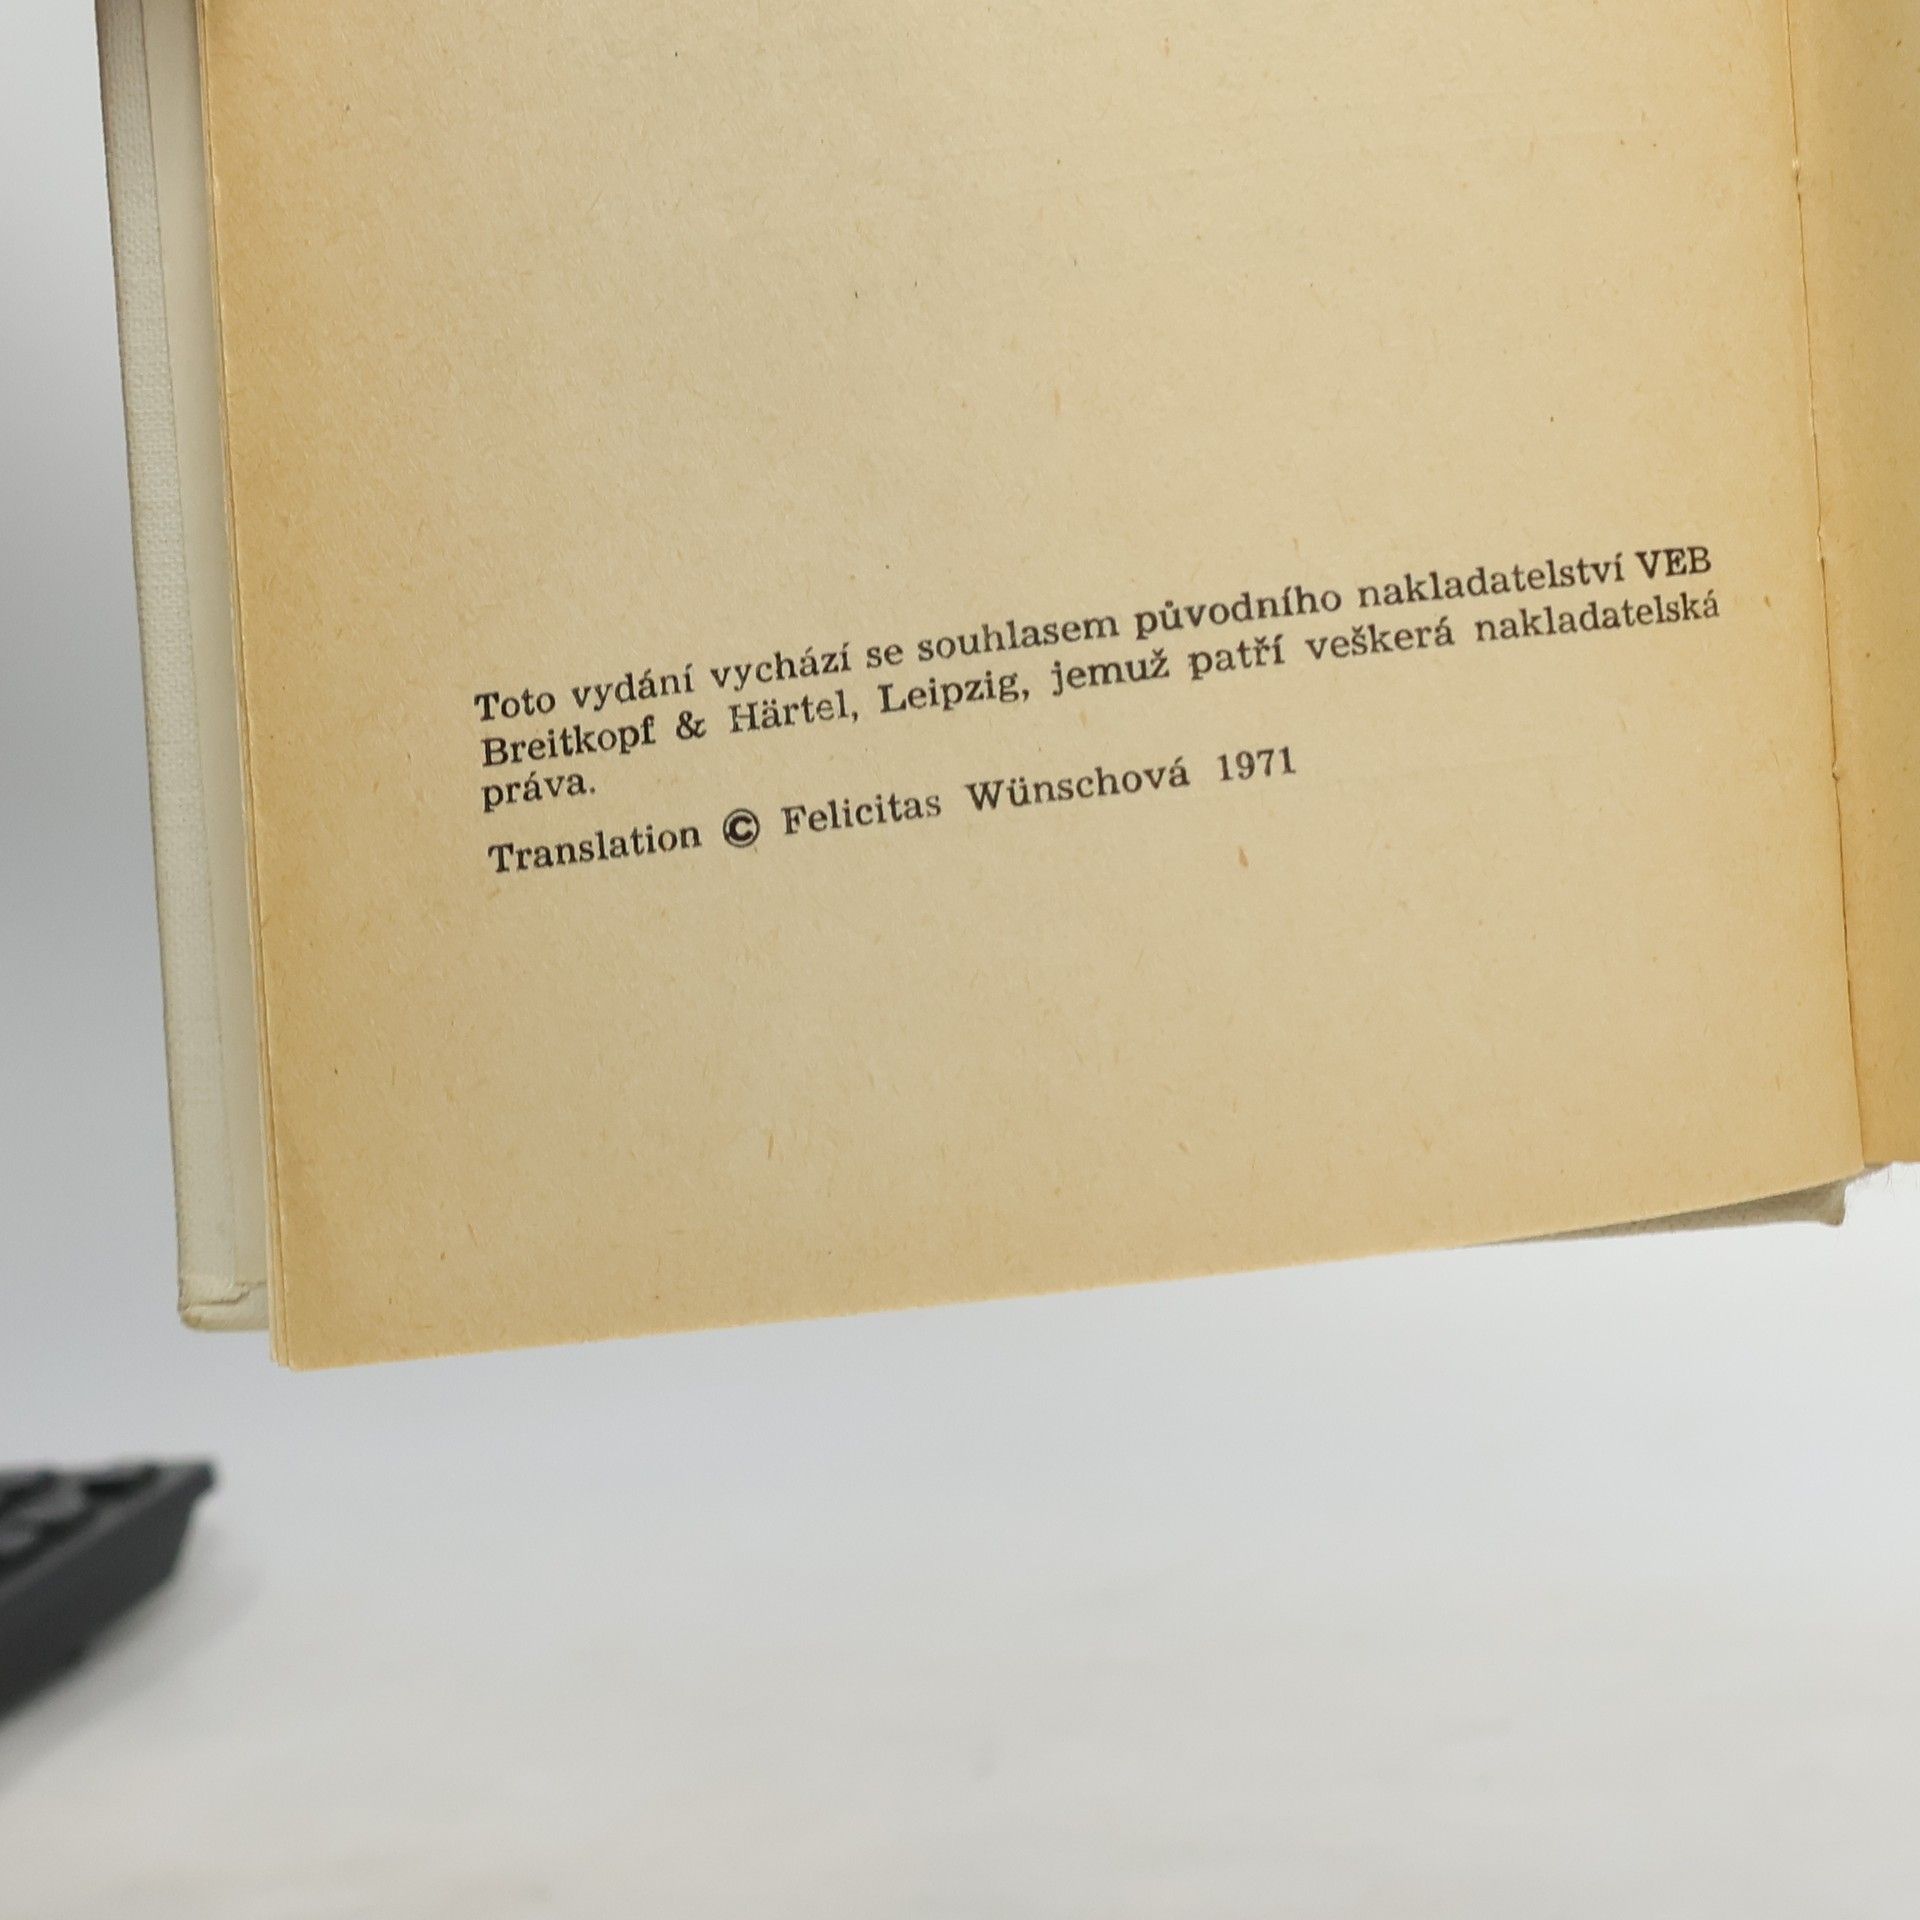 Toto vydání vychází se souhlasem původního nakladatelství VEB
Breitkopf & Härtel, Leipzig, jemuž patří veškerá nakladatelská
práva.
Translation © Felicitas Wünschová 1971